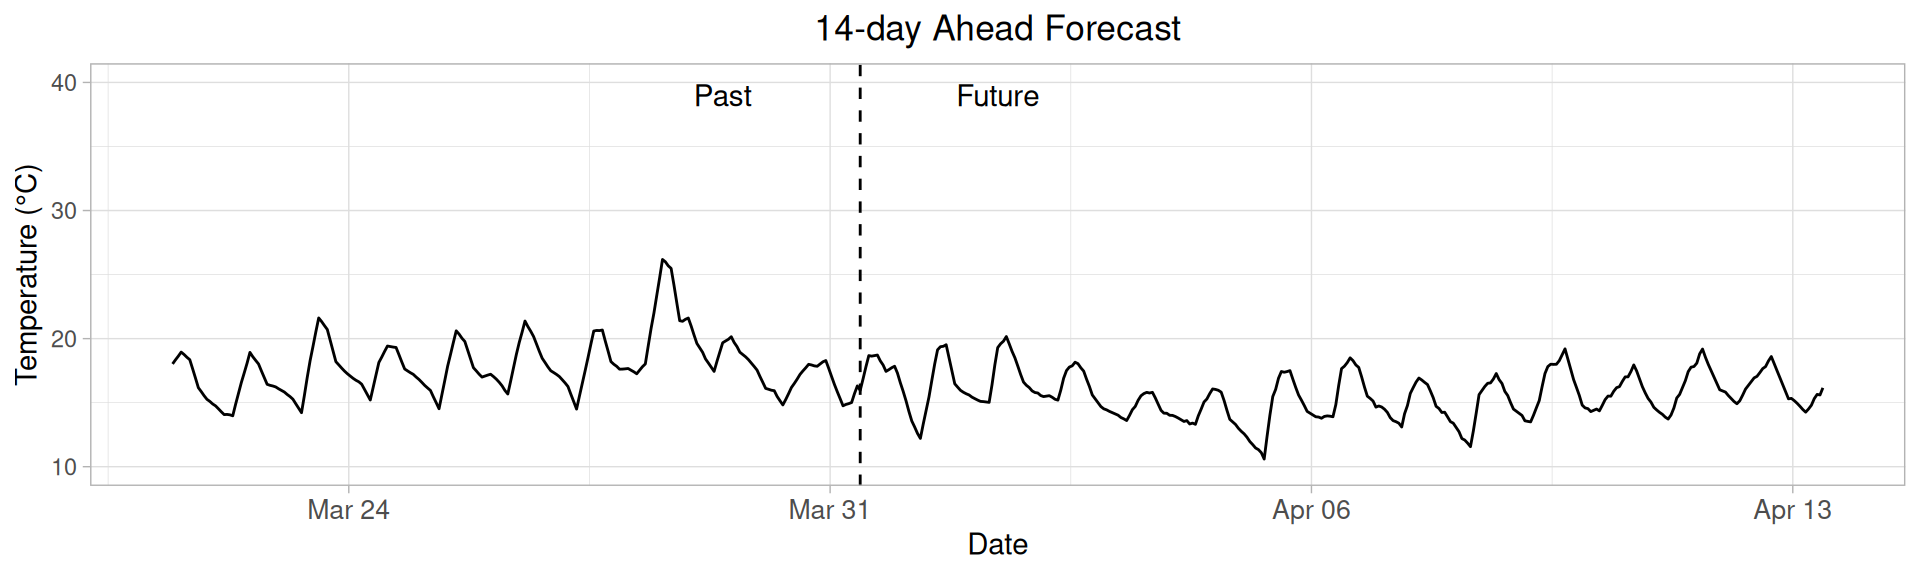 14-day Ahead Forecast
Past
Future
Temperature (°C)
40
30
20
10
Mar 24
Mar 31
Apr 06
Apr 13
Date